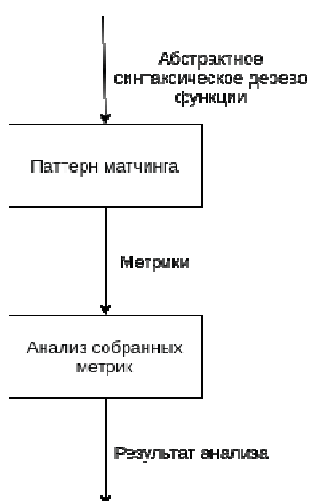 Абстрактное
синтаксическое дерево
функции
Паттерн матчинга
Метрики
Анализ собранных
метрик
Результат анализа